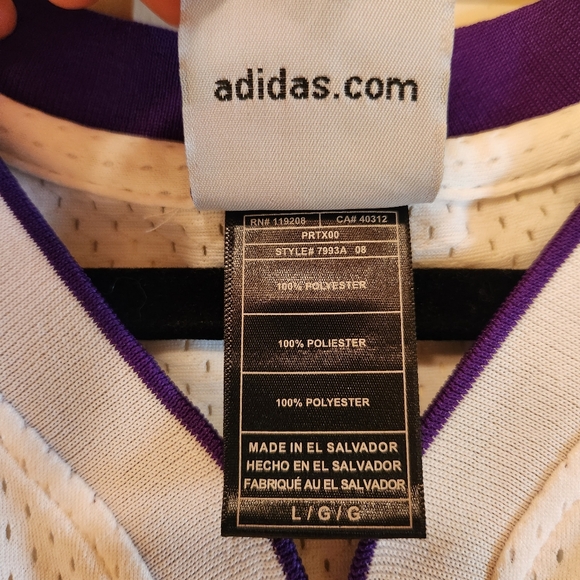 adidas.com
RN# 119208 CA# 40312
PRTX00
STYLE# 7993A 08
100% POLYESTER
100% POLIESTER
100% POLYESTER
MADE IN EL SALVADOR
HECHO EN EL SALVADOR
FABRIQUÉ AU EL SALVADOR
L / G / G